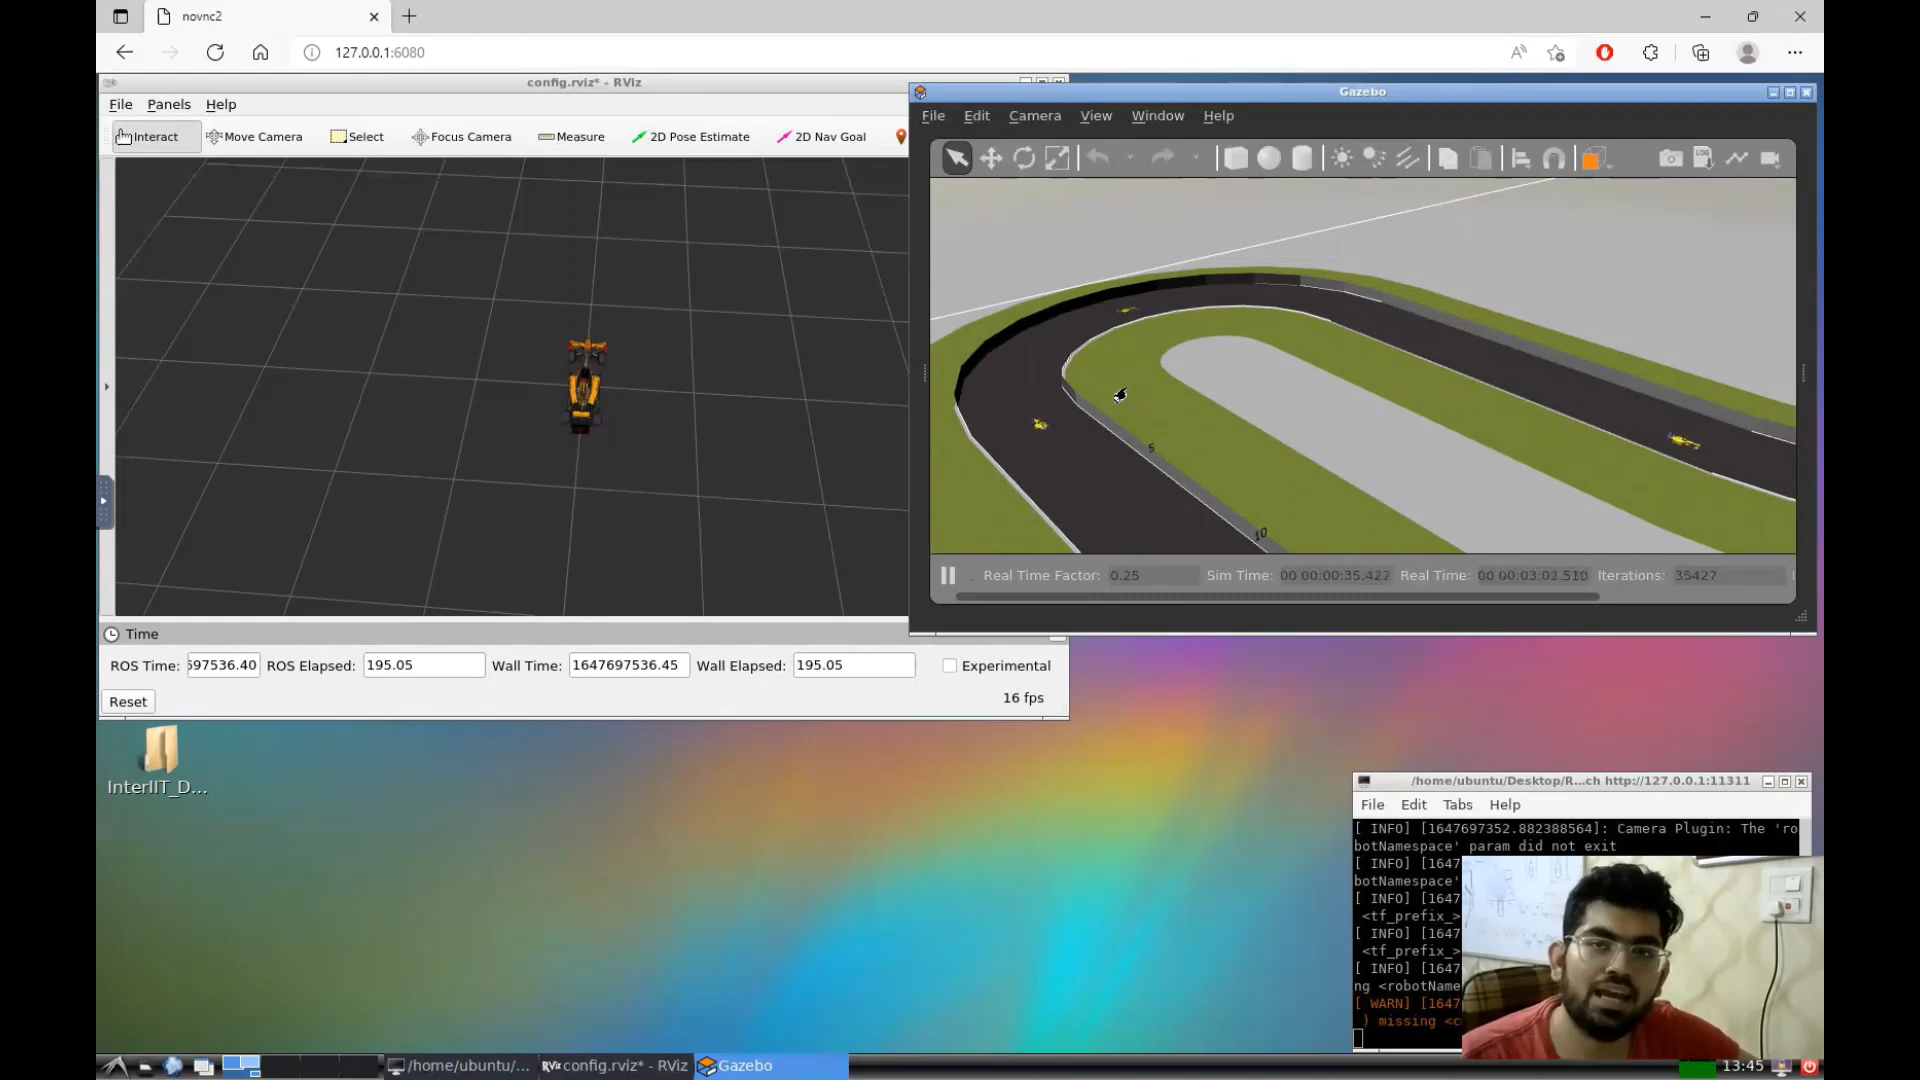 novnc2
127.0.0.1:6080
config.rviz* - RViz
File Panels Help
Interact Move Camera Select Focus Camera Measure 2D Pose Estimate 2D Nav Goal
Gazebo
File Edit Camera View Window Help
LOG
5
10
Real Time Factor: 0.25 Sim Time: 00 00:00:35.427 Real Time: 00 00:03:03.519 Iterations: 35427
Time
ROS Time: 597536.40 ROS Elapsed: 195.05 Wall Time: 1647697536.45 Wall Elapsed: 195.05 Experimental
Reset 16 fps
InterIIT_D...
/home/ubuntu/Desktop/R...ch http://127.0.0.1:11311
File Edit Tabs Help
[ INFO] [1647697352.882388564]: Camera Plugin: The 'ro
botNamespace' param did not exit
[ INFO] [1647
botNamespace'
[ INFO] [1647
<tf_prefix_>
[ INFO] [1647
<tf_prefix_>
[ INFO] [1647
ng <robotName
[ WARN] [1647
) missing <c
/home/ubuntu/... RViz config.rviz* - RViz Gazebo 13:45